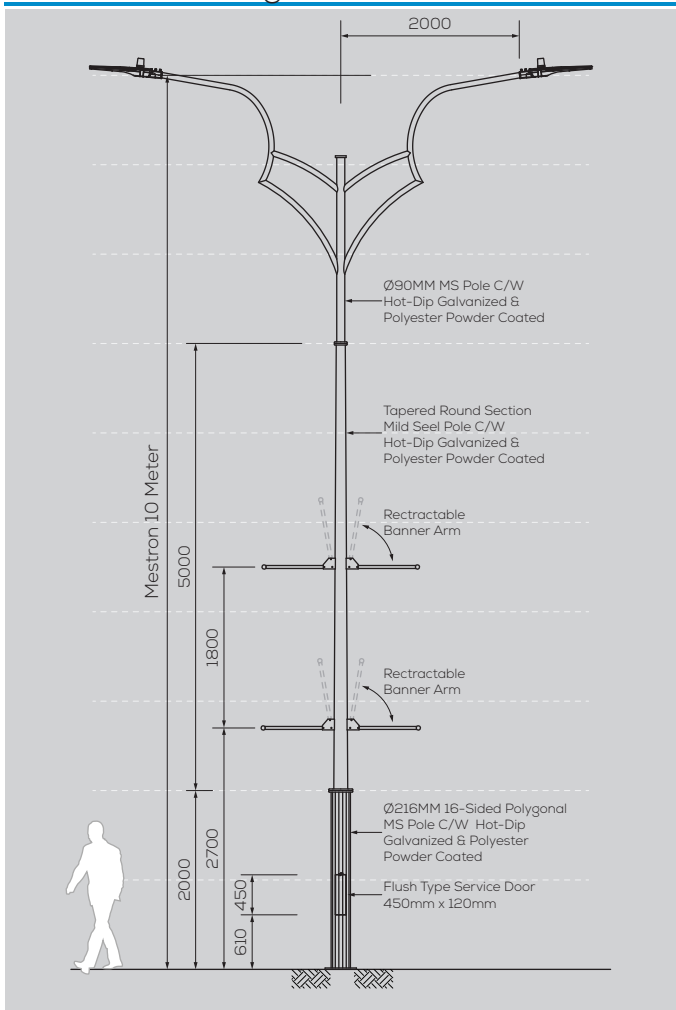 2000
Ø90MM MS Pole C/W
Hot-Dip Galvanized &
Polyester Powder Coated
Tapered Round Section
Mild Seel Pole C/W
Hot-Dip Galvanized &
Polyester Powder Coated
Mestron 10 Meter
5000
Rectractable
Banner Arm
1800
Rectractable
Banner Arm
Ø216MM 16-Sided Polygonal
MS Pole C/W Hot-Dip
Galvanized & Polyester
Powder Coated
2000
2700
450
Flush Type Service Door
450mm x 120mm
610